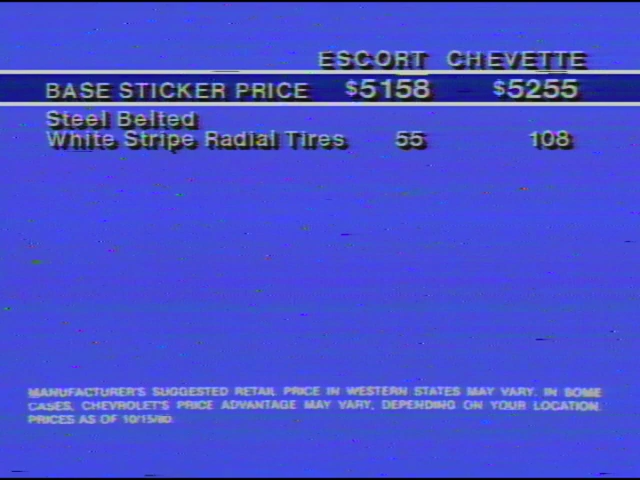 ESCORT CHEVETTE
BASE STICKER PRICE $5158 $5255
Steel Belted
White Stripe Radial Tires 55 108
MANUFACTURER'S SUGGESTED RETAIL PRICE IN WESTERN STATES MAY VARY. IN SOME
CASES, CHEVROLET'S PRICE ADVANTAGE MAY VARY, DEPENDING ON YOUR LOCATION.
PRICES AS OF 10/15/80.